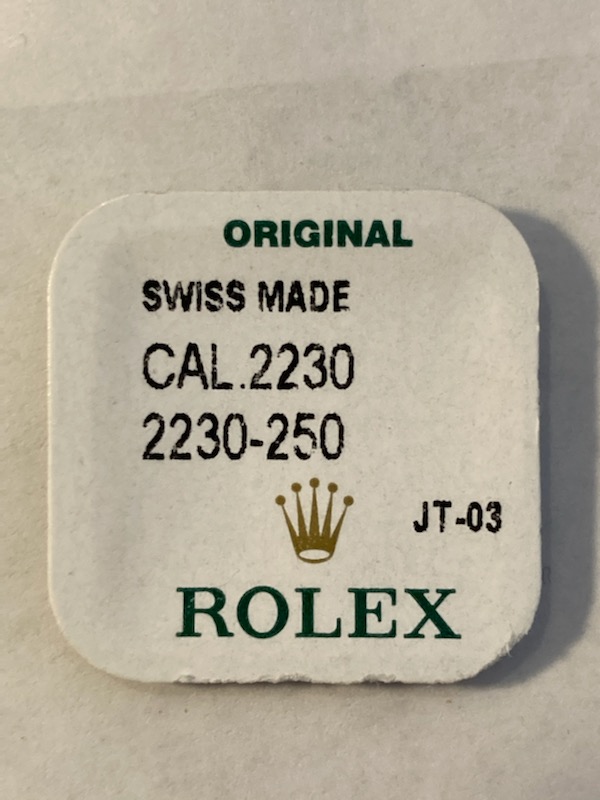 ORIGINAL
SWISS MADE
CAL.2230
2230-250
JT-03
ROLEX